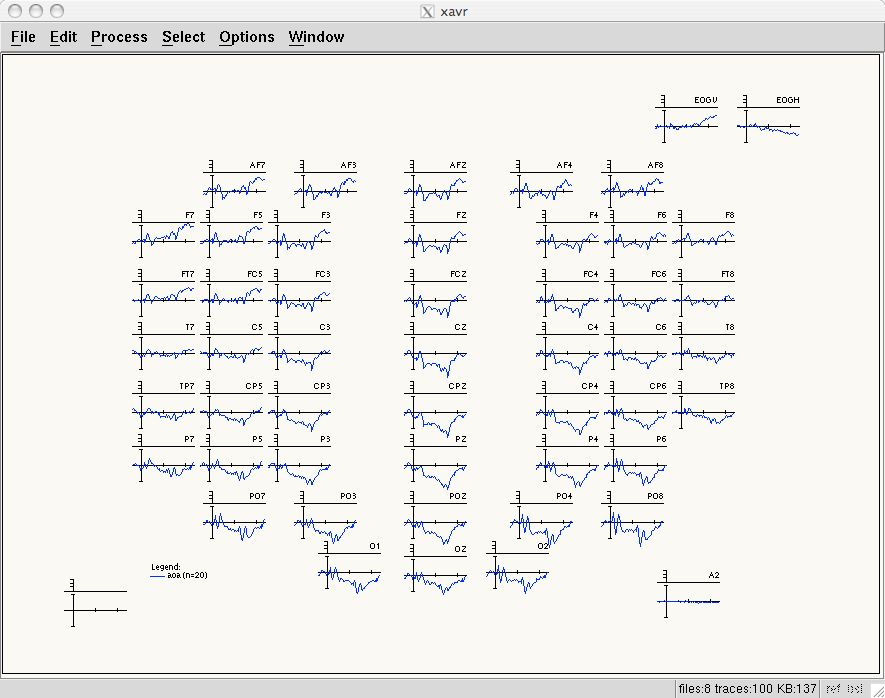 xavr
File Edit Process Select Options Window
EOGV EOGH
AF7 AF3 AFZ AF4 AF8
F7 F5 F3 FZ F4 F6 F8
FT7 FC5 FC3 FCZ FC4 FC6 FT8
T7 C5 C3 CZ C4 C6 T8
TP7 CP5 CP3 CPZ CP4 CP6 TP8
P7 P5 P3 PZ P4 P6
PO7 PO3 POZ PO4 PO8
O1 OZ O2
Legend:
aoa (n=20)
A2
files:8 traces:100 KB:137